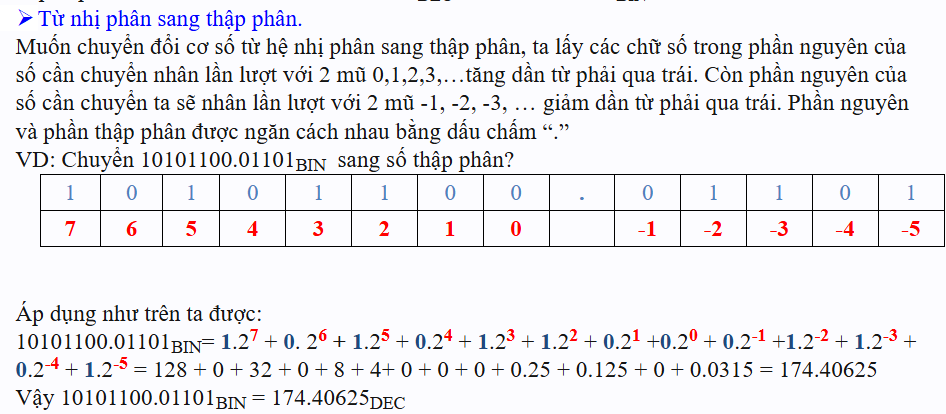 ➢ Từ nhị phân sang thập phân.
Muốn chuyển đổi cơ số từ hệ nhị phân sang thập phân, ta lấy các chữ số trong phần nguyên của
số cần chuyển nhân lần lượt với 2 mũ 0,1,2,3,…tăng dần từ phải qua trái. Còn phần nguyên của
số cần chuyển ta sẽ nhân lần lượt với 2 mũ -1, -2, -3, … giảm dần từ phải qua trái. Phần nguyên
và phần thập phân được ngăn cách nhau bằng dấu chấm “.”
VD: Chuyển 10101100.01101BIN sang số thập phân?
1 0 1 0 1 1 0 0 . 0 1 1 0 1
7 6 5 4 3 2 1 0 -1 -2 -3 -4 -5
Áp dụng như trên ta được:
10101100.01101BIN= 1.2^7 + 0. 2^6 + 1.2^5 + 0.2^4 + 1.2^3 + 1.2^2 + 0.2^1 +0.2^0 + 0.2^-1 +1.2^-2 + 1.2^-3 +
0.2^-4 + 1.2^-5 = 128 + 0 + 32 + 0 + 8 + 4+ 0 + 0 + 0 + 0.25 + 0.125 + 0 + 0.0315 = 174.40625
Vậy 10101100.01101BIN = 174.40625DEC